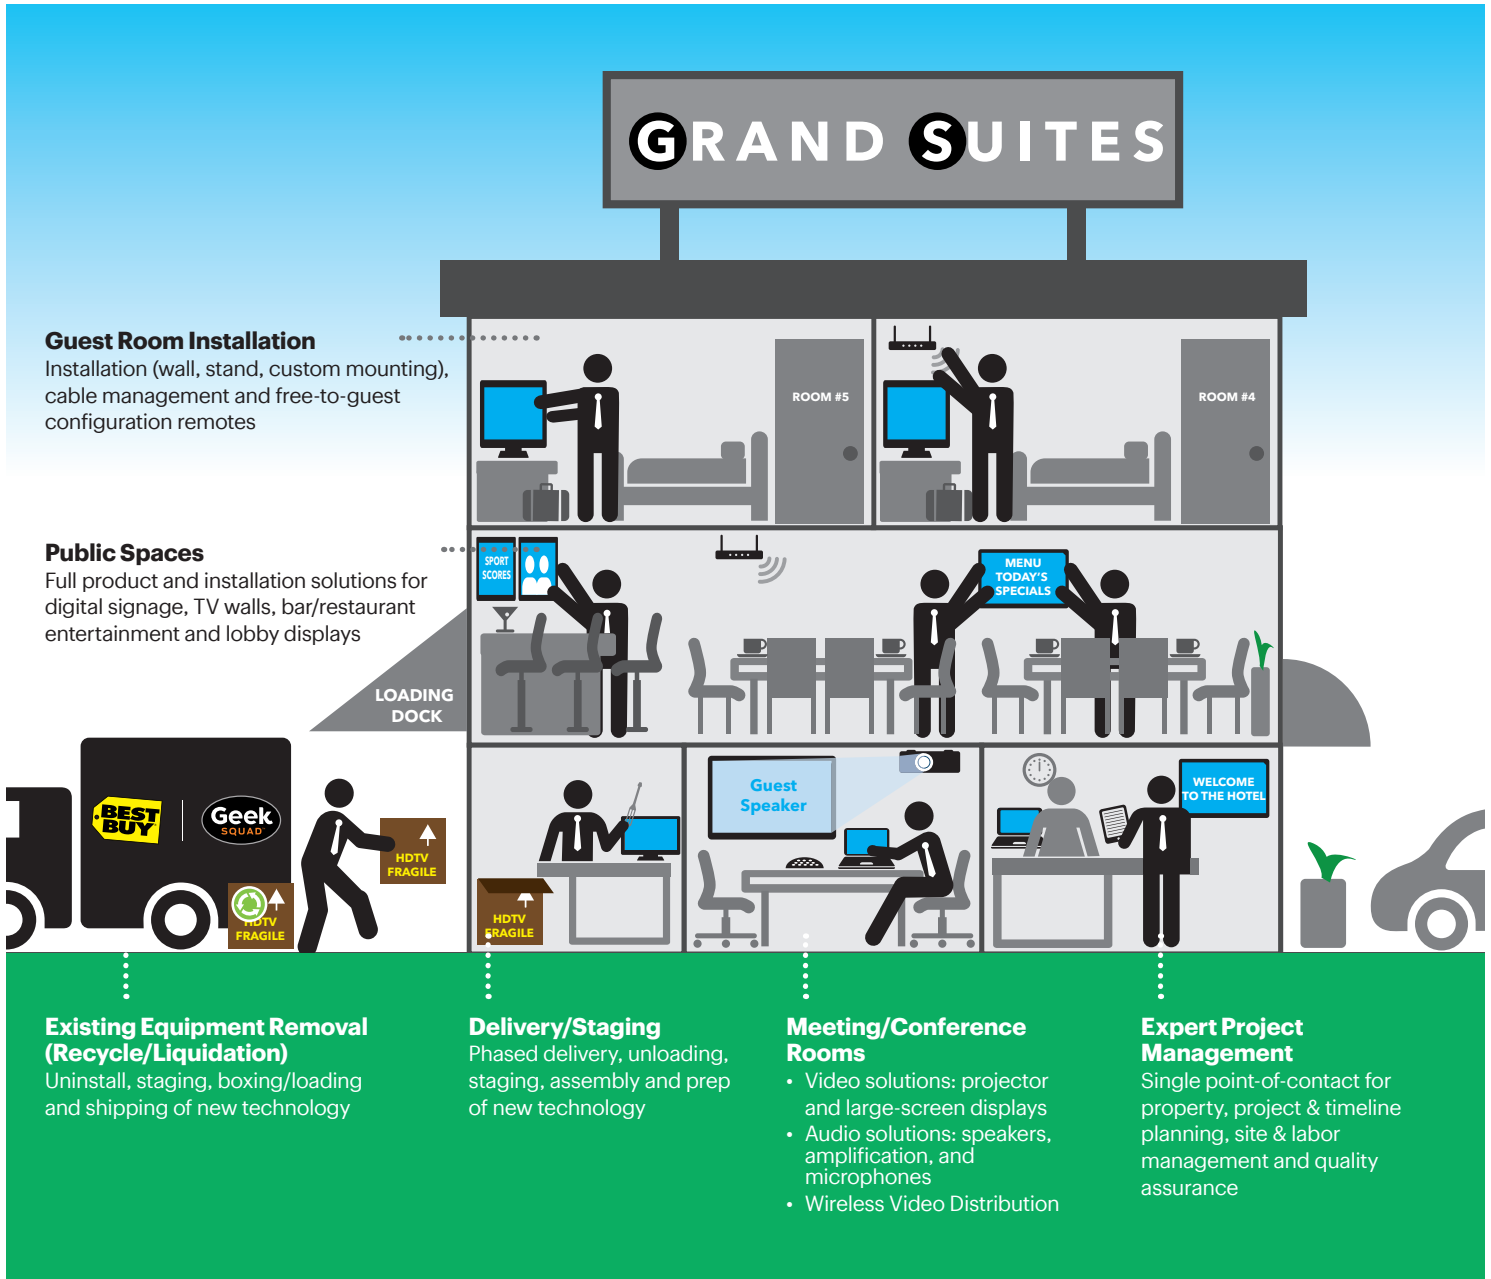 GRAND SUITES
Guest Room Installation
Installation (wall, stand, custom mounting),
cable management and free-to-guest
configuration remotes
ROOM #5
ROOM #4
Public Spaces
Full product and installation solutions for
digital signage, TV walls, bar/restaurant
entertainment and lobby displays
SPORT
SCORES
MENU
TODAY'S
SPECIALS
LOADING
DOCK
BEST
BUY
Geek
SQUAD
HDTV
FRAGILE
HDTV
FRAGILE
HDTV
FRAGILE
Guest
Speaker
WELCOME
TO THE HOTEL
Existing Equipment Removal
(Recycle/Liquidation)
Uninstall, staging, boxing/loading
and shipping of new technology
Delivery/Staging
Phased delivery, unloading,
staging, assembly and prep
of new technology
Meeting/Conference
Rooms
• Video solutions: projector
and large-screen displays
• Audio solutions: speakers,
amplification, and
microphones
• Wireless Video Distribution
Expert Project
Management
Single point-of-contact for
property, project & timeline
planning, site & labor
management and quality
assurance